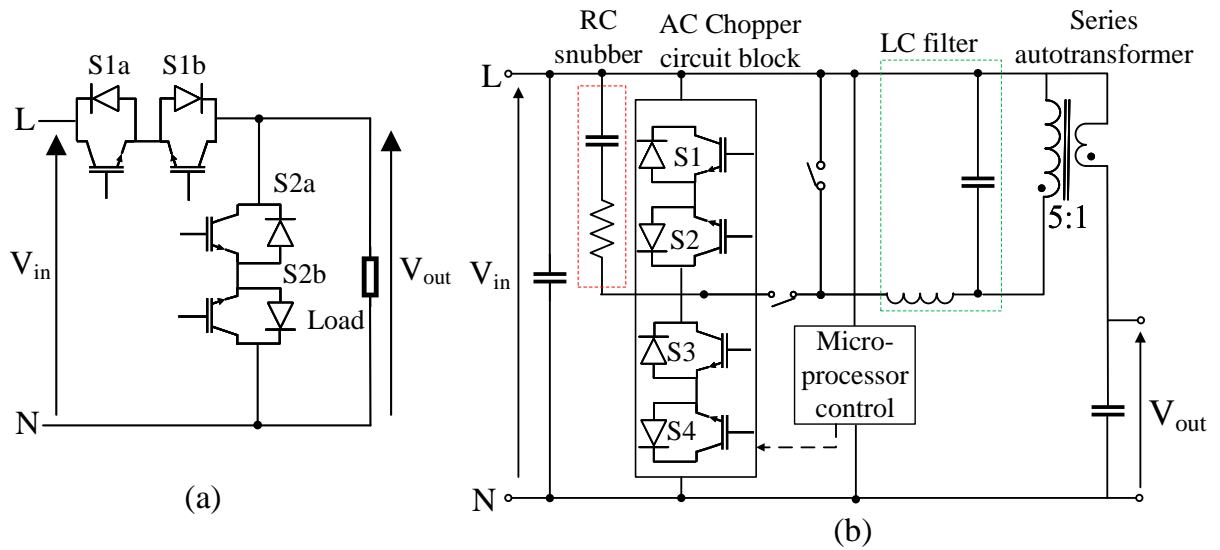 S1a S1b
L
S2a
V_in
S2b
V_out
Load
N
(a)
RC
snubber
AC Chopper
circuit block
LC filter
Series
autotransformer
L
S1
S2
V_in
5:1
S3
S4
Micro-
processor
control
V_out
N
(b)